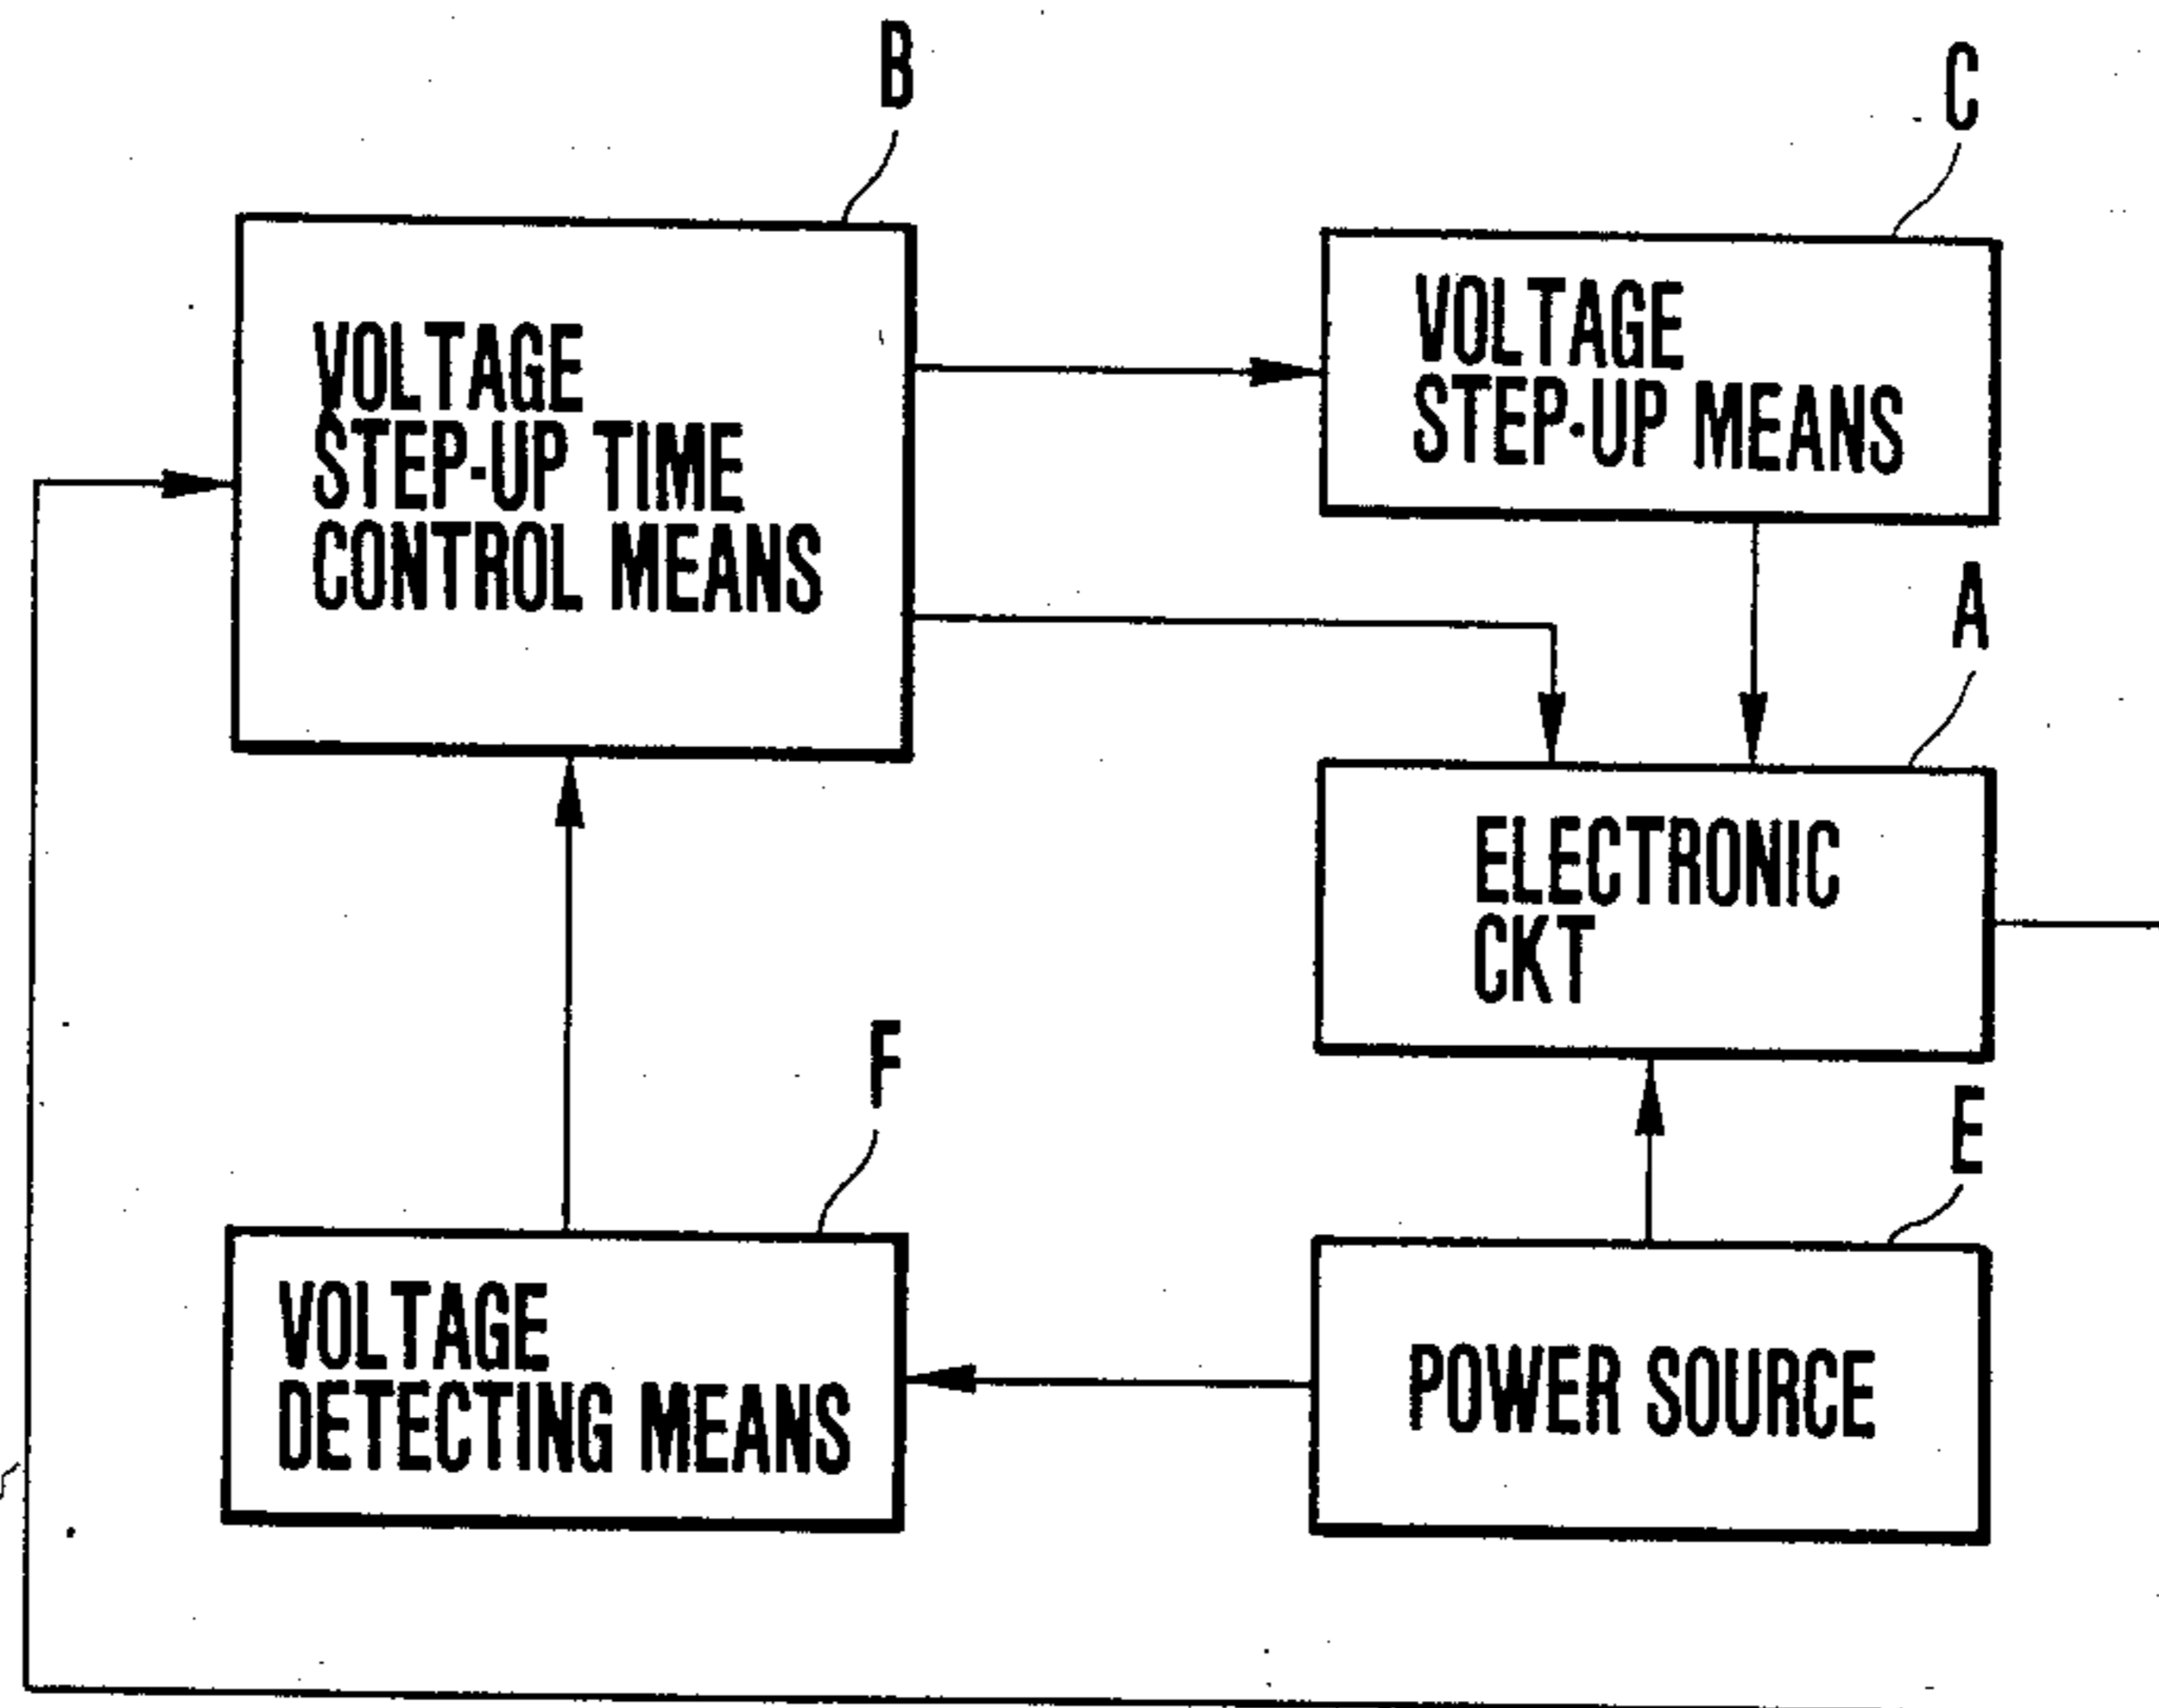 B
C
VOLTAGE
STEP-UP TIME
CONTROL MEANS
VOLTAGE
STEP-UP MEANS
A
ELECTRONIC
CKT
F
E
VOLTAGE
DETECTING MEANS
POWER SOURCE